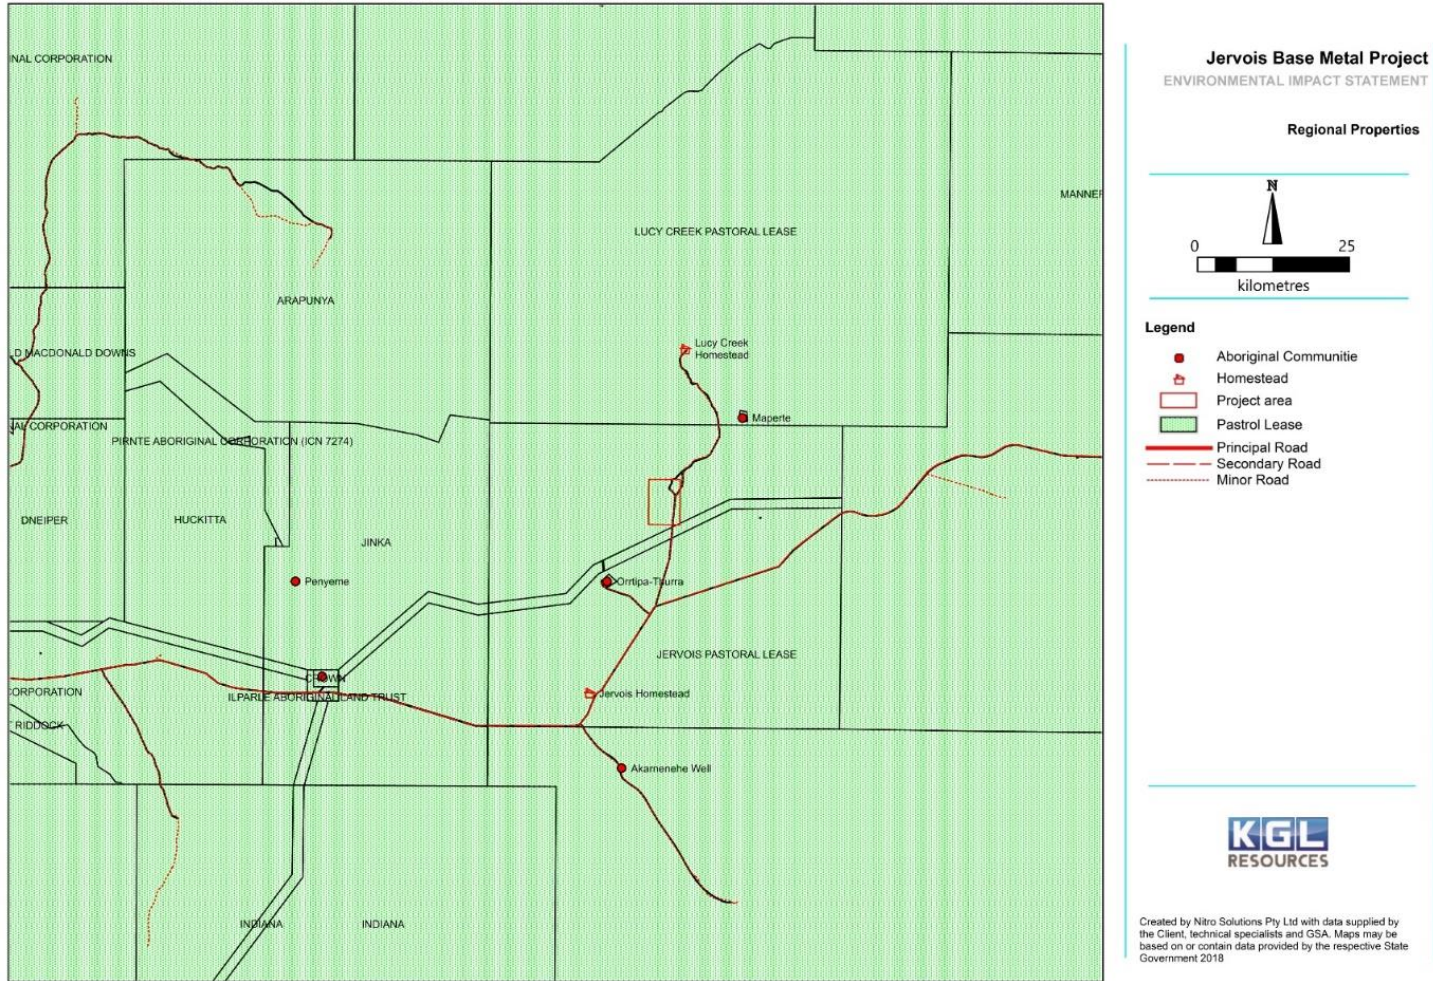 INAL CORPORATION
LUCY CREEK PASTORAL LEASE
MANNER
ARAPUNYA
D MACDONALD DOWNS
Lucy Creek
Homestead
Maperte
AL CORPORATION
PIRNTE ABORIGINAL CORPORATION (ICN 7274)
DNEIPER
HUCKITTA
JINKA
Penyeme
Orrtipa-Thurra
CROWN
JERVOIS PASTORAL LEASE
CORPORATION
ILPARLE ABORIGINAL LAND TRUST
Jervois Homestead
RIDDOCK
Akarnenehe Well
INDIANA
INDIANA
Jervois Base Metal Project
ENVIRONMENTAL IMPACT STATEMENT
Regional Properties
N
0 25
kilometres
Legend
Aboriginal Communitie
Homestead
Project area
Pastrol Lease
Principal Road
Secondary Road
Minor Road
KGL
RESOURCES
Created by Nitro Solutions Pty Ltd with data supplied by
the Client, technical specialists and GSA. Maps may be
based on or contain data provided by the respective State
Government 2018